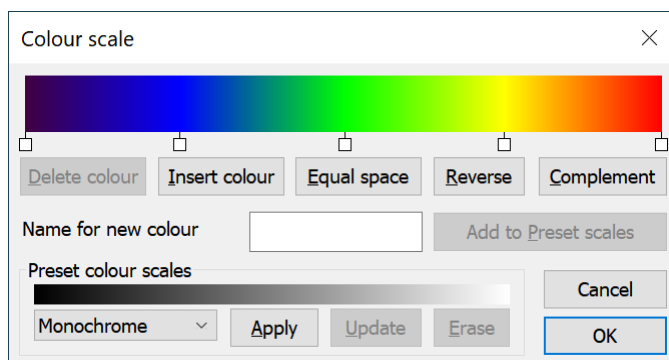 Colour scale
Delete colour Insert colour Equal space Reverse Complement
Name for new colour Add to Preset scales
Preset colour scales
Cancel
Monochrome Apply Update Erase OK